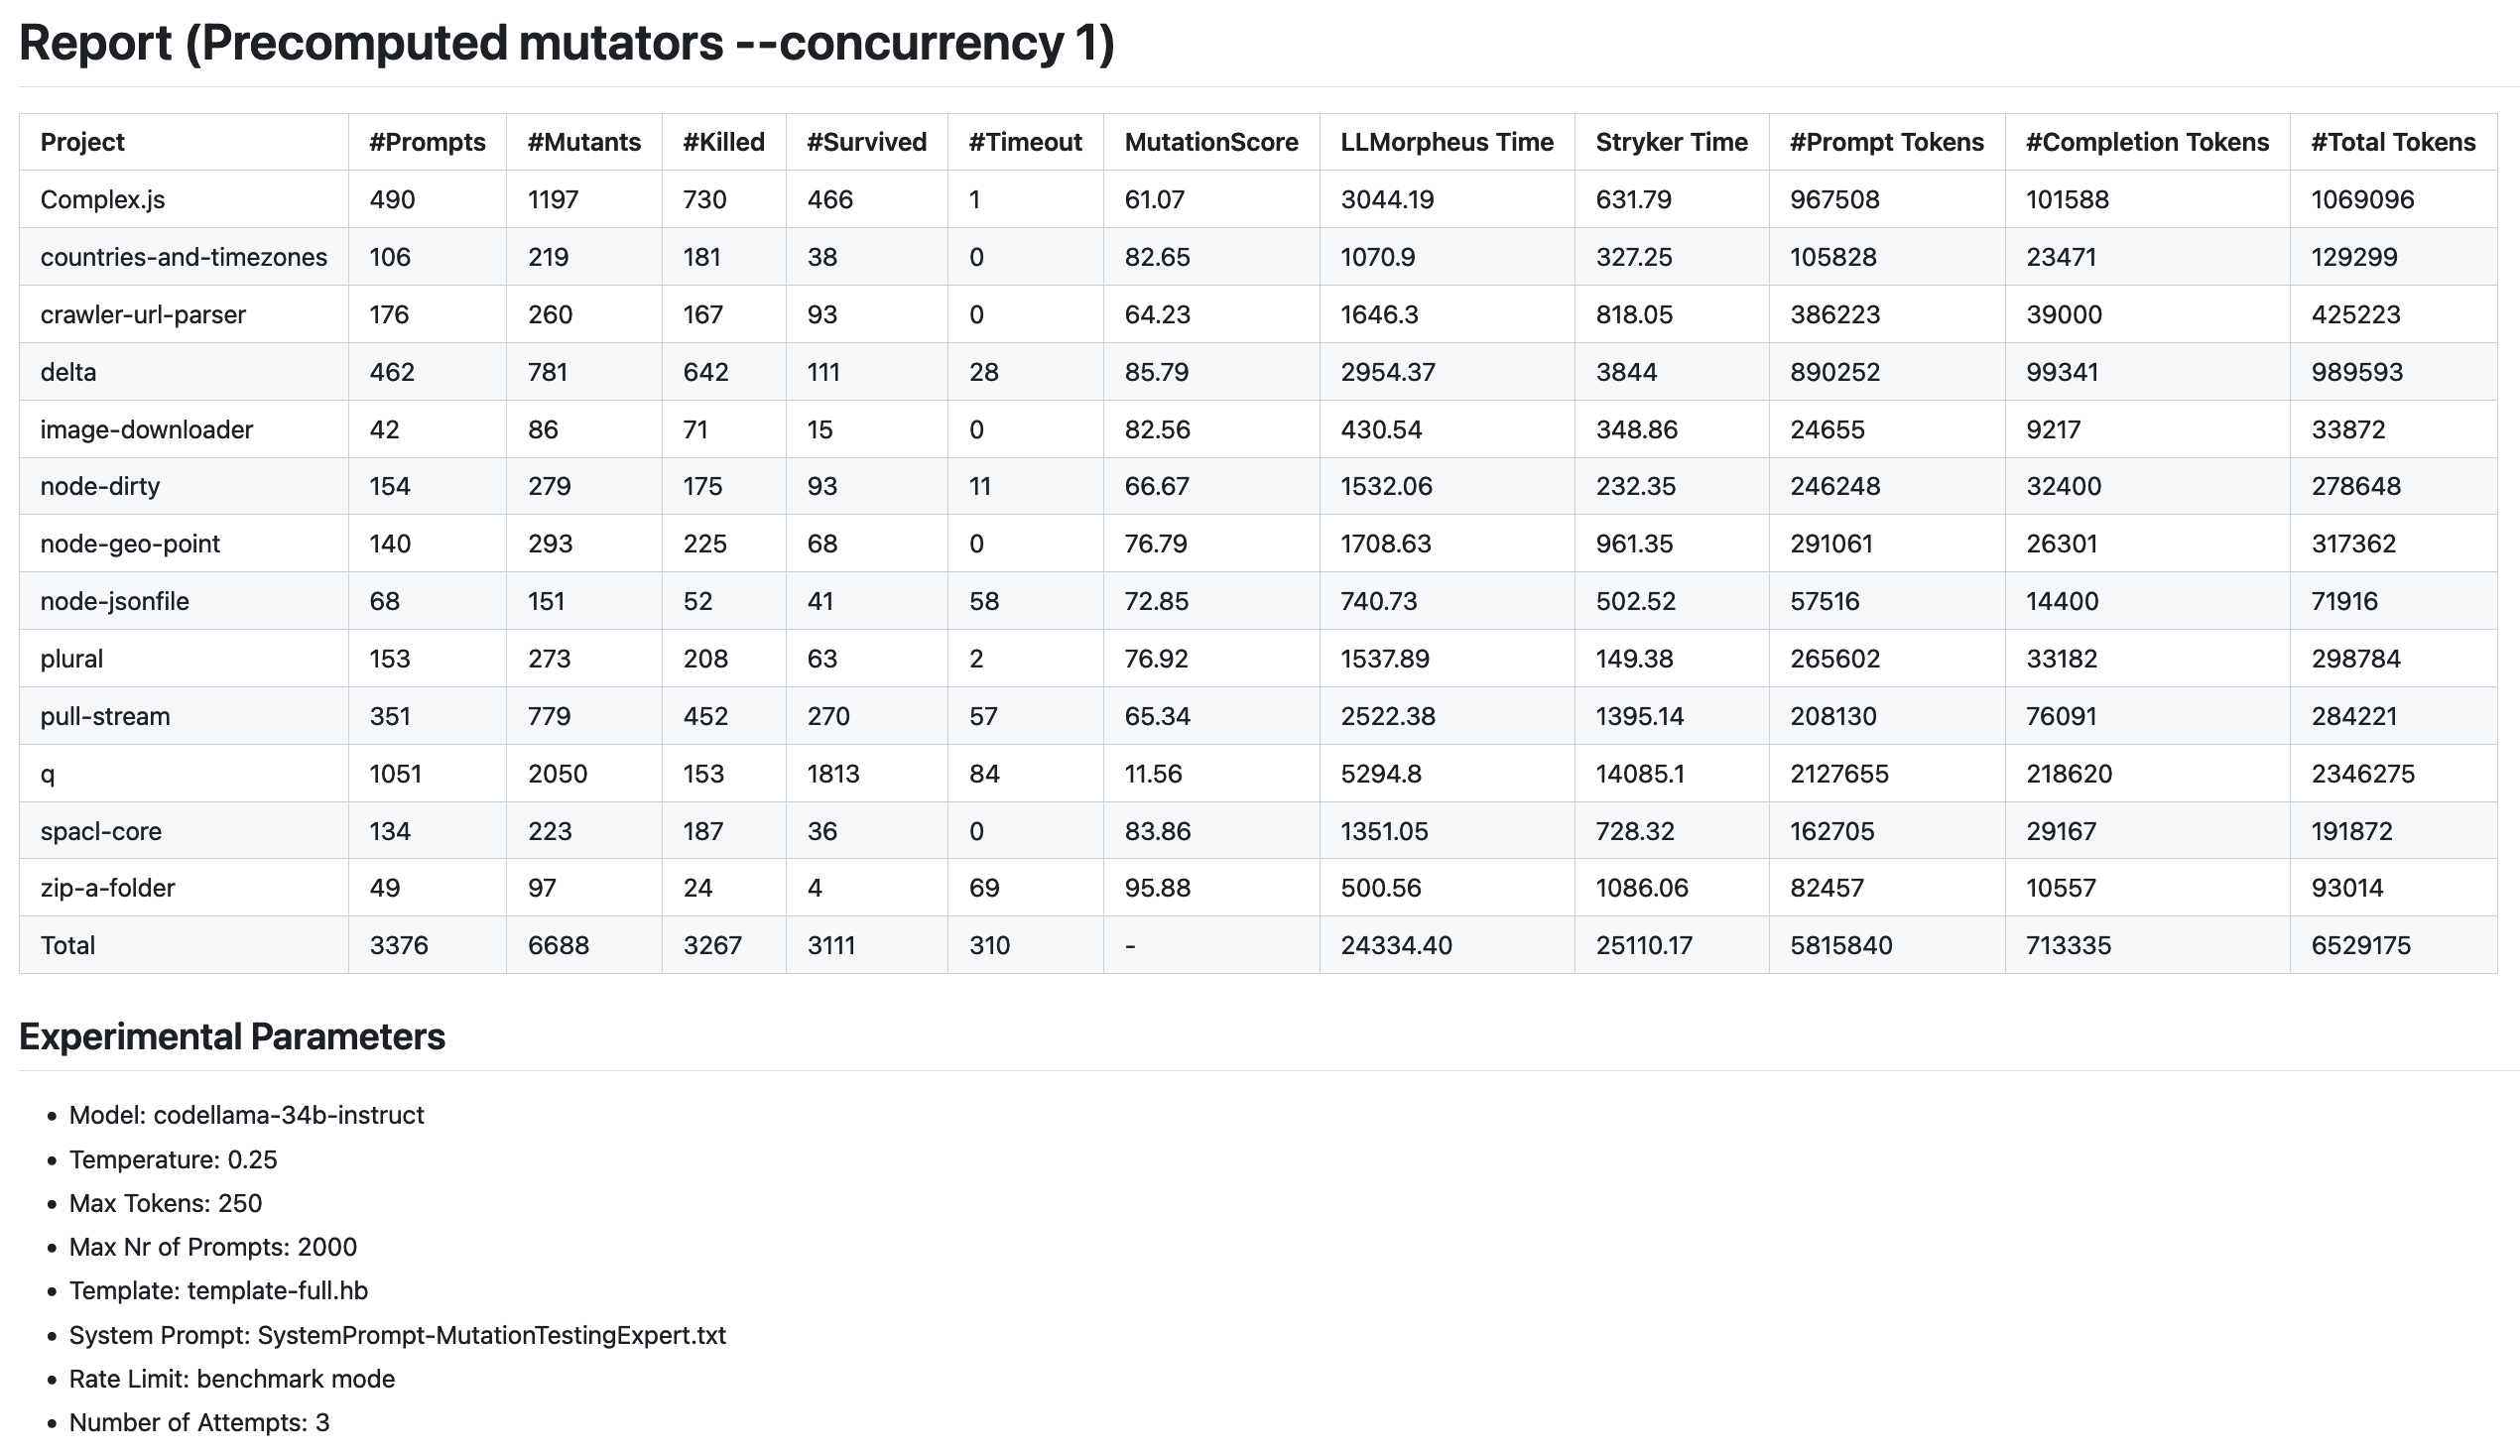 Report (Precomputed mutators --concurrency 1)
Project #Prompts #Mutants #Killed #Survived #Timeout MutationScore LLMorpheus Time Stryker Time #Prompt Tokens #Completion Tokens #Total Tokens
Complex.js 490 1197 730 466 1 61.07 3044.19 631.79 967508 101588 1069096
countries-and-timezones 106 219 181 38 0 82.65 1070.9 327.25 105828 23471 129299
crawler-url-parser 176 260 167 93 0 64.23 1646.3 818.05 386223 39000 425223
delta 462 781 642 111 28 85.79 2954.37 3844 890252 99341 989593
image-downloader 42 86 71 15 0 82.56 430.54 348.86 24655 9217 33872
node-dirty 154 279 175 93 11 66.67 1532.06 232.35 246248 32400 278648
node-geo-point 140 293 225 68 0 76.79 1708.63 961.35 291061 26301 317362
node-jsonfile 68 151 52 41 58 72.85 740.73 502.52 57516 14400 71916
plural 153 273 208 63 2 76.92 1537.89 149.38 265602 33182 298784
pull-stream 351 779 452 270 57 65.34 2522.38 1395.14 208130 76091 284221
q 1051 2050 153 1813 84 11.56 5294.8 14085.1 2127655 218620 2346275
spacl-core 134 223 187 36 0 83.86 1351.05 728.32 162705 29167 191872
zip-a-folder 49 97 24 4 69 95.88 500.56 1086.06 82457 10557 93014
Total 3376 6688 3267 3111 310 - 24334.40 25110.17 5815840 713335 6529175
Experimental Parameters
• Model: codellama-34b-instruct
• Temperature: 0.25
• Max Tokens: 250
• Max Nr of Prompts: 2000
• Template: template-full.hb
• System Prompt: SystemPrompt-MutationTestingExpert.txt
• Rate Limit: benchmark mode
• Number of Attempts: 3